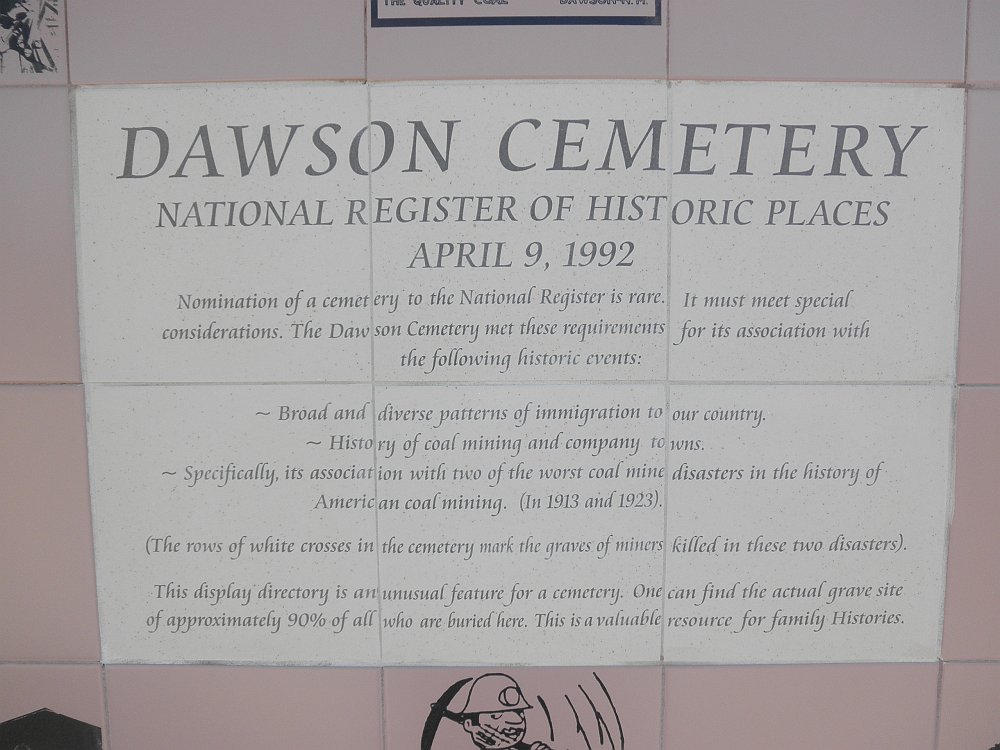 THE QUALITY COAL DAWSON-N.M.
DAWSON CEMETERY
NATIONAL REGISTER OF HISTORIC PLACES
APRIL 9, 1992
Nomination of a cemetery to the National Register is rare. It must meet special
considerations. The Dawson Cemetery met these requirements for its association with
the following historic events:
~ Broad and diverse patterns of immigration to our country.
~ History of coal mining and company towns.
~ Specifically, its association with two of the worst coal mine disasters in the history of
American coal mining. (In 1913 and 1923).
(The rows of white crosses in the cemetery mark the graves of miners killed in these two disasters).
This display directory is an unusual feature for a cemetery. One can find the actual grave site
of approximately 90% of all who are buried here. This is a valuable resource for family Histories.